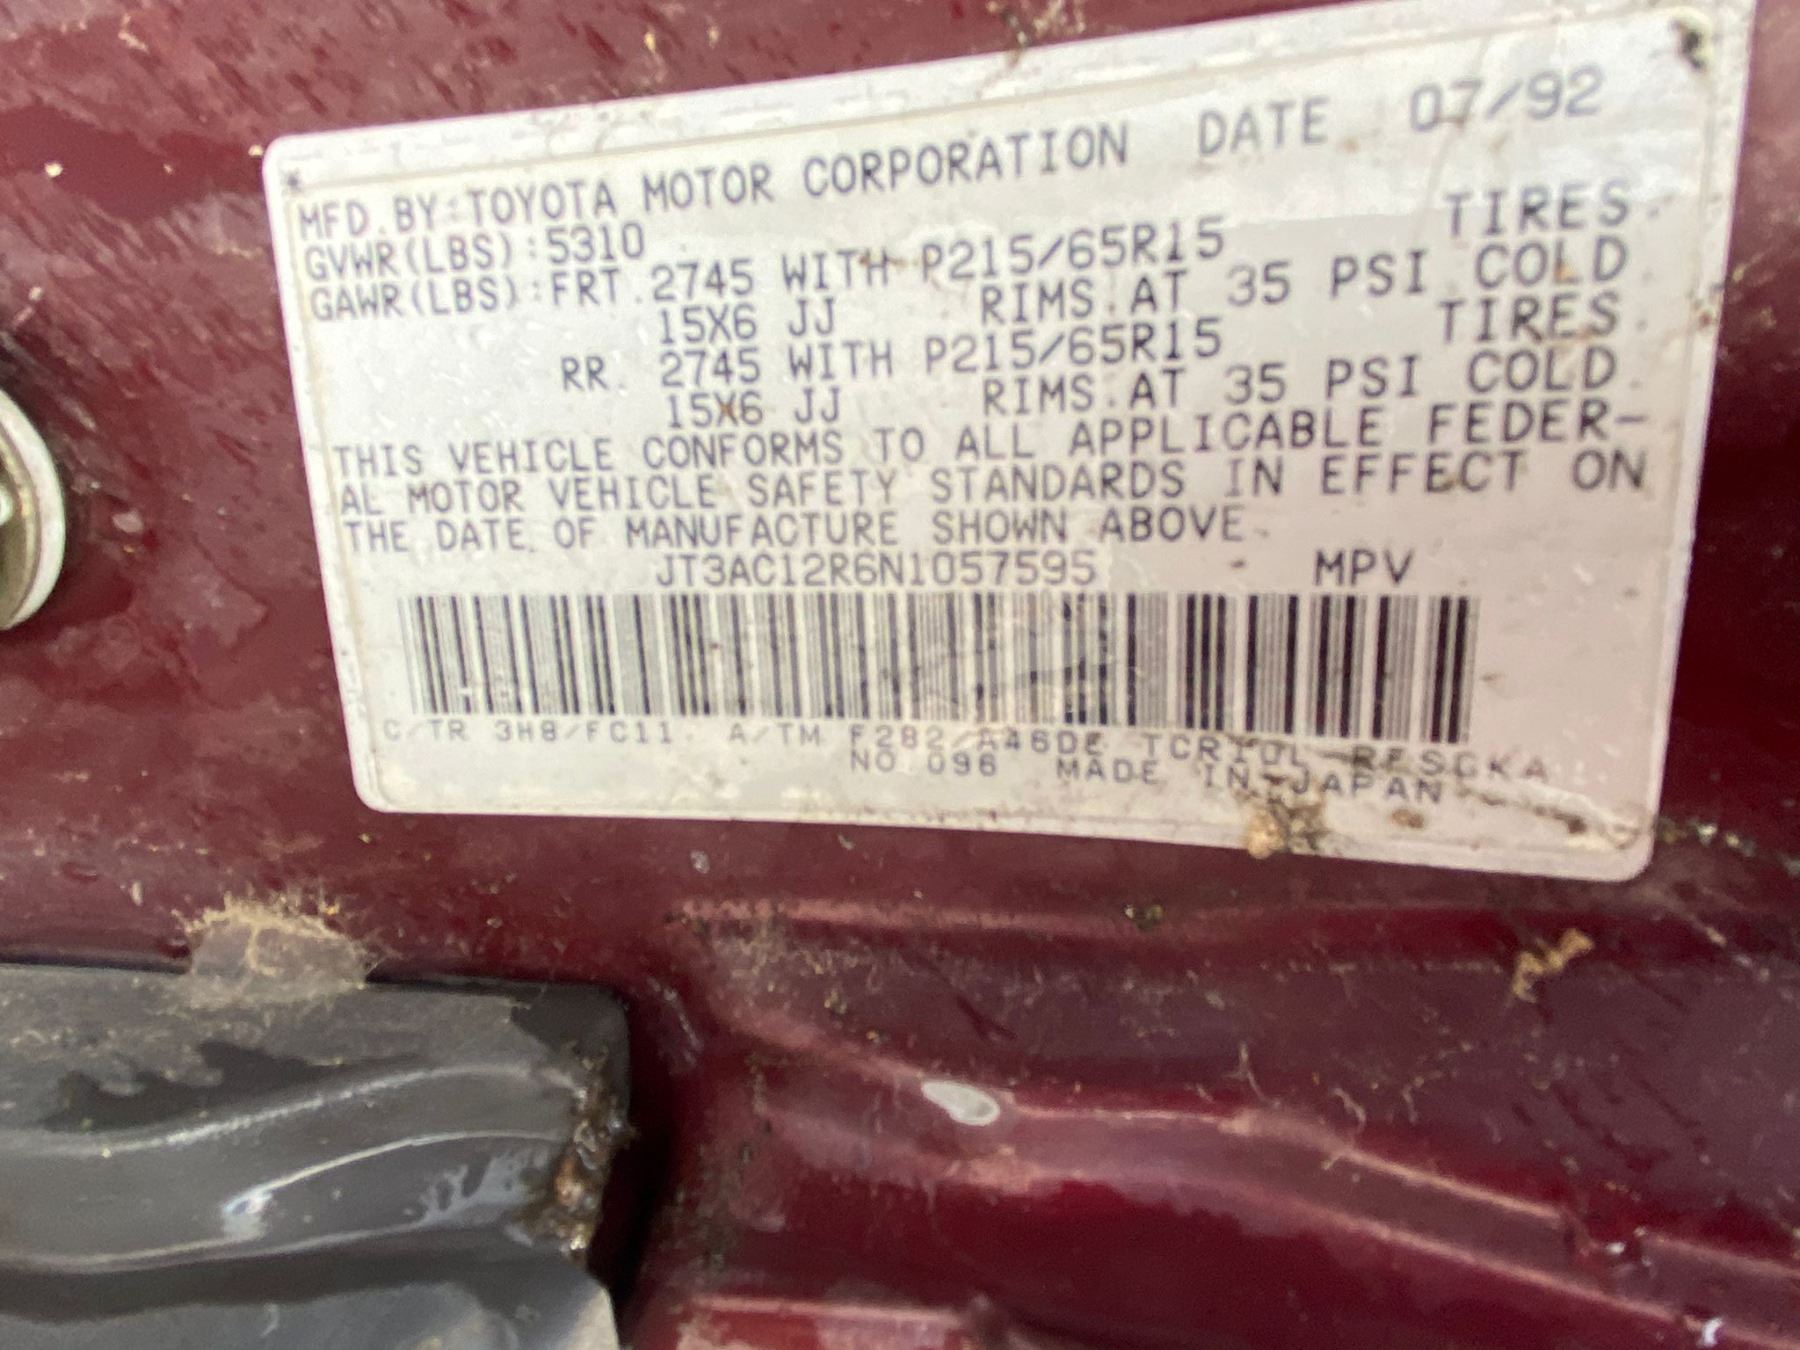 MFD. BY: TOYOTA MOTOR CORPORATION DATE 07/92
GVWR(LBS):5310
GAWR(LBS):FRT. 2745 WITH P215/65R15 TIRES.
15X6 JJ RIMS.AT 35 PSI COLD
RR. 2745 WITH P215/65R15 TIRES.
15X6 JJ RIMS.AT 35 PSI COLD.
THIS VEHICLE CONFORMS TO ALL APPLICABLE FEDER-
AL MOTOR VEHICLE SAFETY STANDARDS IN EFFECT ON
THE DATE OF MANUFACTURE SHOWN ABOVE.
JT3AC12R6N1057595 MPV
C/TR 3H8/FC11 A/TM F282/A46DE
NO 096 MADE IN JAPAN